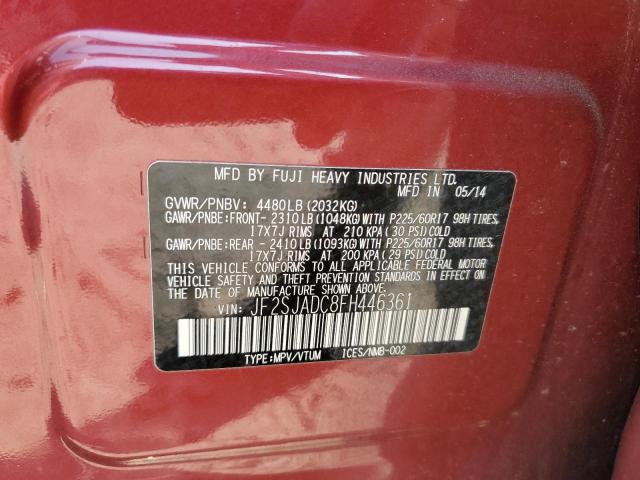 MFD BY FUJI HEAVY INDUSTRIES LTD.
MFD IN 05/14
GVWR/PNBV: 4480LB(2032KG)
GAWR/PNBE:FRONT-2310LB(1048KG)WITH P225/60R17 98H TIRES,
17X7J RIMS AT 210 KPA(30 PSI)COLD
GAWR/PNBE:REAR -2410LB(1093KG)WITH P225/60R17 98H TIRES,
17X7J RIMS AT 200 KPA(29 PSI)COLD
THIS VEHICLE CONFORMS TO ALL APPLICABLE FEDERAL MOTOR
VEHICLE SAFETY AND THEFT PREVENTION STANDARDS IN EFFECT
ON THE DATE OF MANUFACTURE SHOWN ABOVE.
VIN: JF2SJADC8FH446361
TYPE:MPV/VTUM ICES/NMB-002